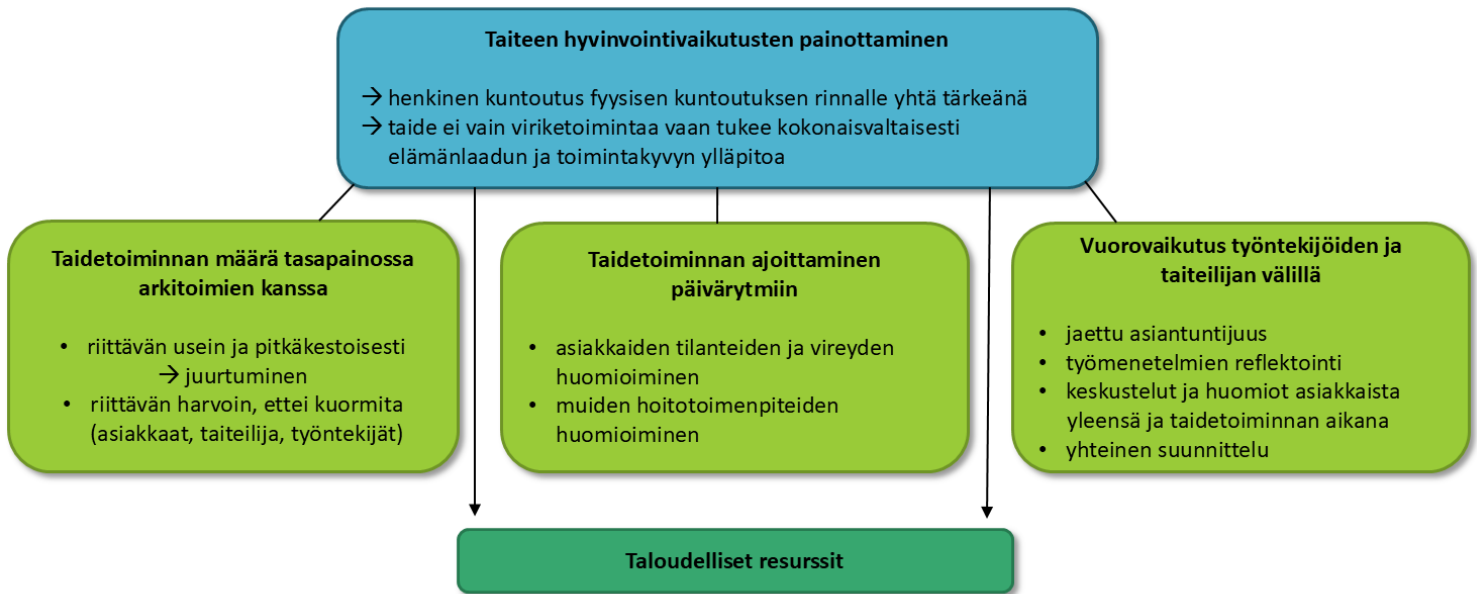 Taiteen hyvinvointivaikutusten painottaminen
→ henkinen kuntoutus fyysisen kuntoutuksen rinnalle yhtä tärkeänä
→ taide ei vain viriketoimintaa vaan tukee kokonaisvaltaisesti
elämänlaadun ja toimintakyvyn ylläpitoa
Taidetoiminnan määrä tasapainossa
arkitoimien kanssa
• riittävän usein ja pitkäkestoisesti
→ juurtuminen
• riittävän harvoin, ettei kuormita
(asiakkaat, taiteilija, työntekijät)
Taidetoiminnan ajoittaminen
päivärytmiin
• asiakkaiden tilanteiden ja vireyden
huomioiminen
• muiden hoitotoimenpiteiden
huomioiminen
Vuorovaikutus työntekijöiden ja
taiteilijan välillä
• jaettu asiantuntijuus
• työmenetelmien reflektointi
• keskustelut ja huomiot asiakkaista
yleensä ja taidetoiminnan aikana
• yhteinen suunnittelu
Taloudelliset resurssit